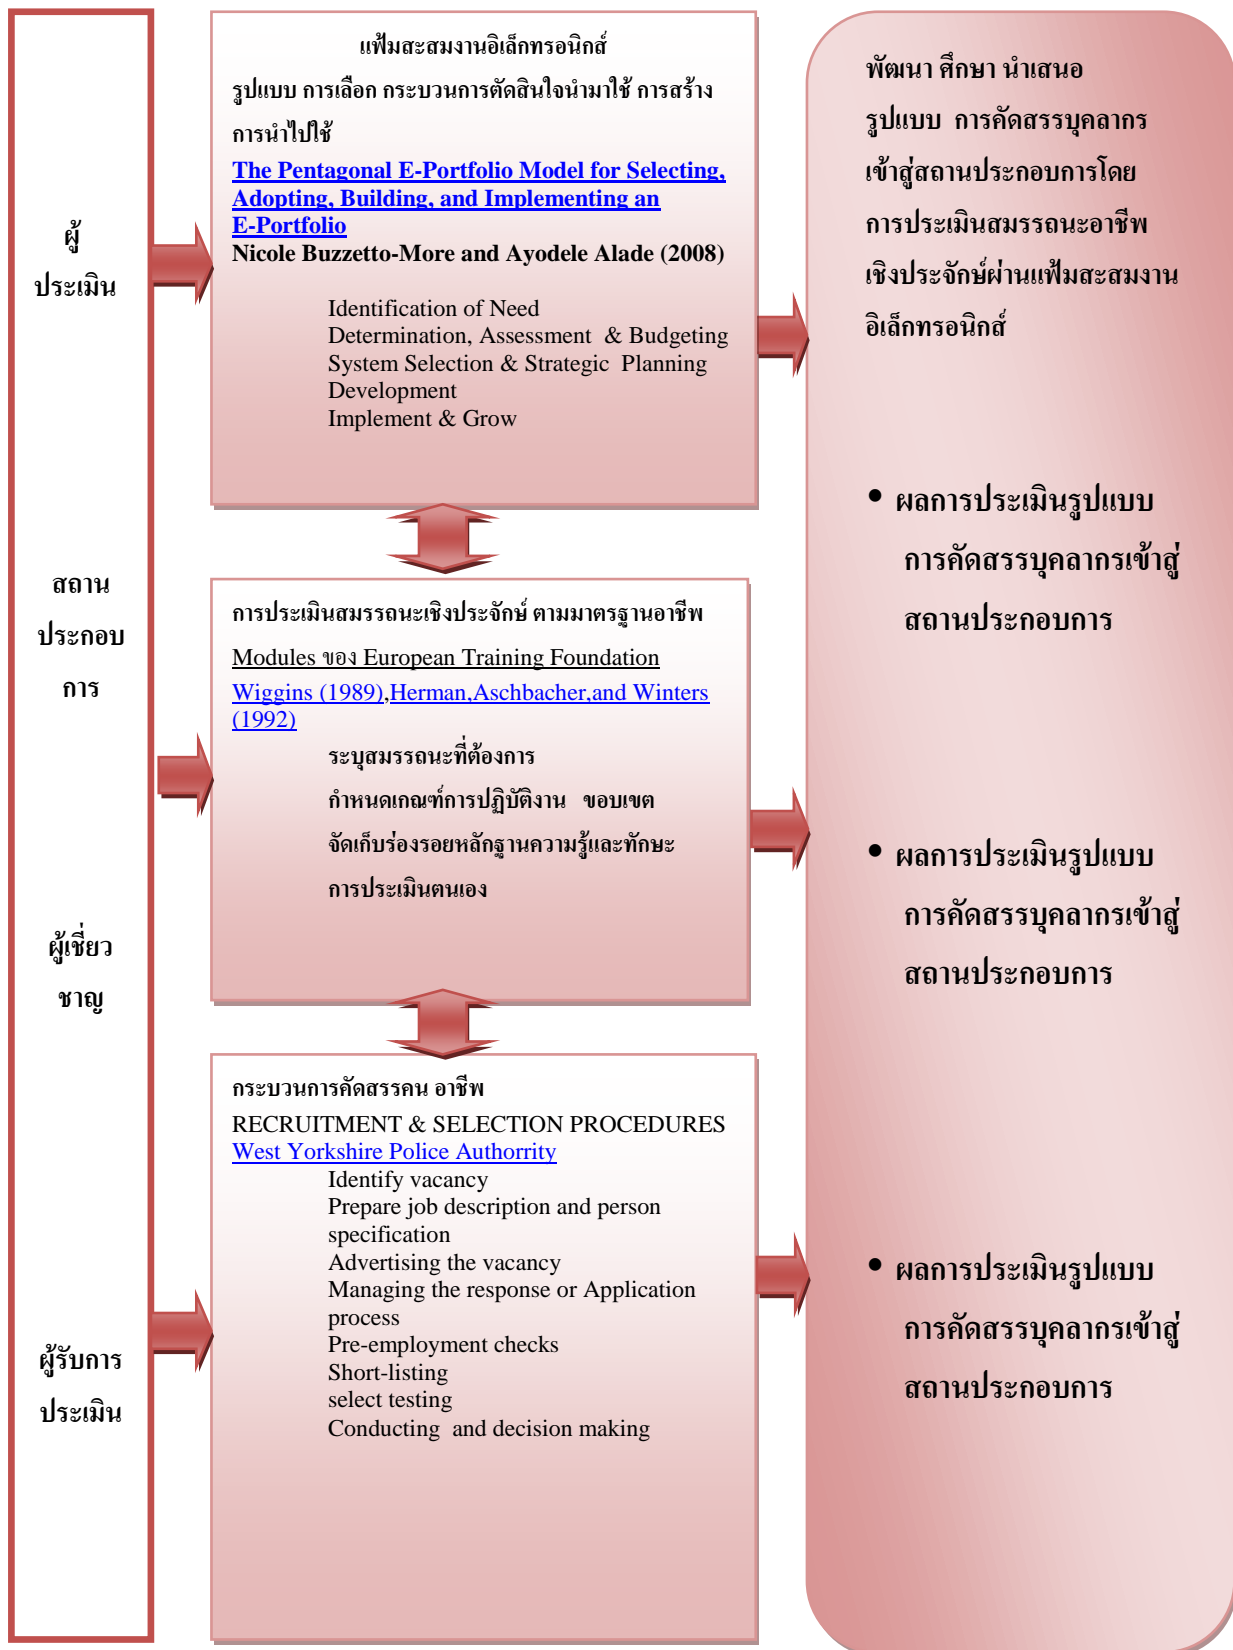 ผู้
ประเมิน
สถาน
ประกอบ
การ
ผู้เชี่ยว
ชาญ
ผู้รับการ
ประเมิน
แฟ้มสะสมงานอิเล็กทรอนิกส์
รูปแบบ การเลือก กระบวนการตัดสินใจนำมาใช้ การสร้าง
การนำไปใช้
The Pentagonal E-Portfolio Model for Selecting,
Adopting, Building, and Implementing an
E-Portfolio
Nicole Buzzetto-More and Ayodele Alade (2008)
Identification of Need
Determination, Assessment & Budgeting
System Selection & Strategic Planning
Development
Implement & Grow
การประเมินสมรรถนะเชิงประจักษ์ ตามมาตรฐานอาชีพ
Modules ของ European Training Foundation
Wiggins (1989),Herman,Aschbacher,and Winters
(1992)
ระบุสมรรถนะที่ต้องการ
กำหนดเกณฑ์การปฏิบัติงาน ขอบเขต
จัดเก็บร่องรอยหลักฐานความรู้และทักษะ
การประเมินตนเอง
กระบวนการคัดสรรคน อาชีพ
RECRUITMENT & SELECTION PROCEDURES
West Yorkshire Police Authorrity
Identify vacancy
Prepare job description and person
specification
Advertising the vacancy
Managing the response or Application
process
Pre-employment checks
Short-listing
select testing
Conducting and decision making
พัฒนา ศึกษา นำเสนอ
รูปแบบ การคัดสรรบุคลากร
เข้าสู่สถานประกอบการโดย
การประเมินสมรรถนะอาชีพ
เชิงประจักษ์ผ่านแฟ้มสะสมงาน
อิเล็กทรอนิกส์
• ผลการประเมินรูปแบบ
การคัดสรรบุคลากรเข้าสู่
สถานประกอบการ
• ผลการประเมินรูปแบบ
การคัดสรรบุคลากรเข้าสู่
สถานประกอบการ
• ผลการประเมินรูปแบบ
การคัดสรรบุคลากรเข้าสู่
สถานประกอบการ